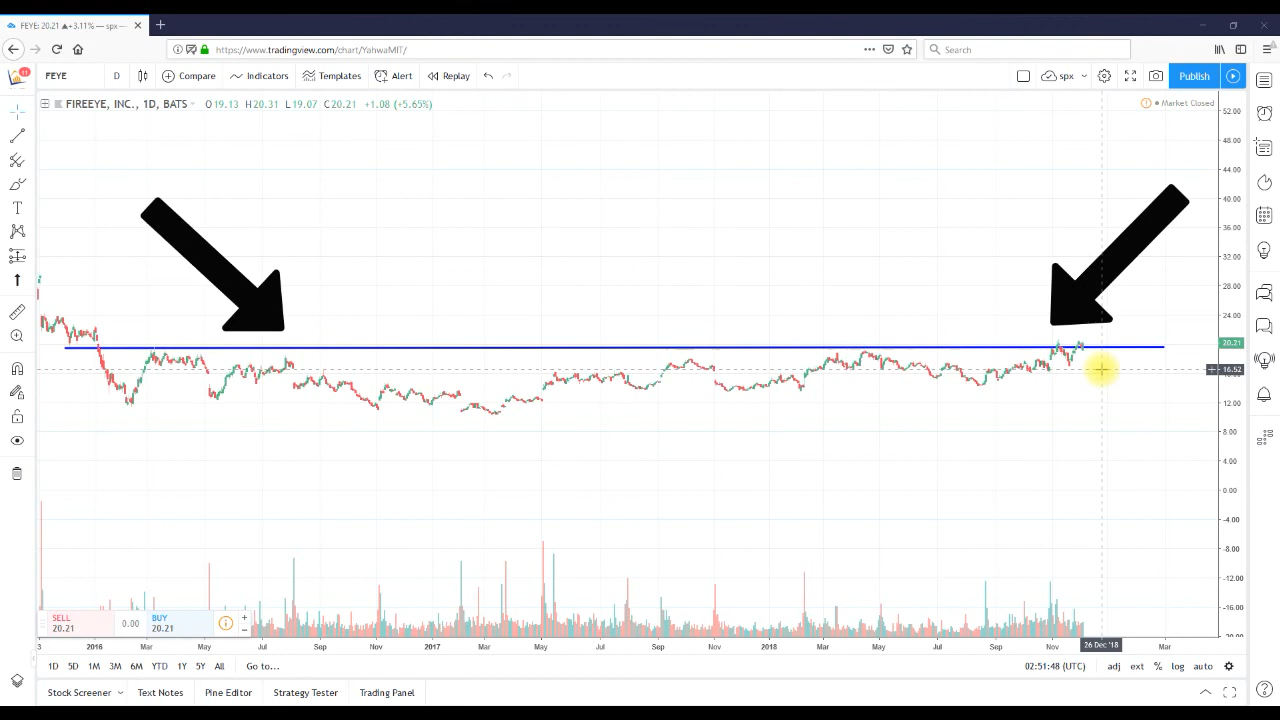 FEYE: 20.21 ▲+3.11% — spx —
https://www.tradingview.com/chart/YahwaMIT/
Search
11
FEYE D Compare Indicators Templates Alert Replay spx Publish
FIREEYE, INC., 1D, BATS O19.13 H20.31 L19.07 C20.21 +1.08 (+5.65%)
Market Closed
52.00
48.00
44.00
40.00
36.00
32.00
28.00
24.00
20.21
16.52
12.00
8.00
4.00
0.00
-4.00
-8.00
-12.00
-16.00
SELL 20.21 0.00 BUY 20.21
3 2016 Mar May Jul Sep Nov 2017 Mar May Jul Sep Nov 2018 Mar May Jul Sep Nov 26 Dec '18 Mar
1D 5D 1M 3M 6M YTD 1Y 5Y All Go to... 02:51:48 (UTC) adj ext % log auto
Stock Screener Text Notes Pine Editor Strategy Tester Trading Panel